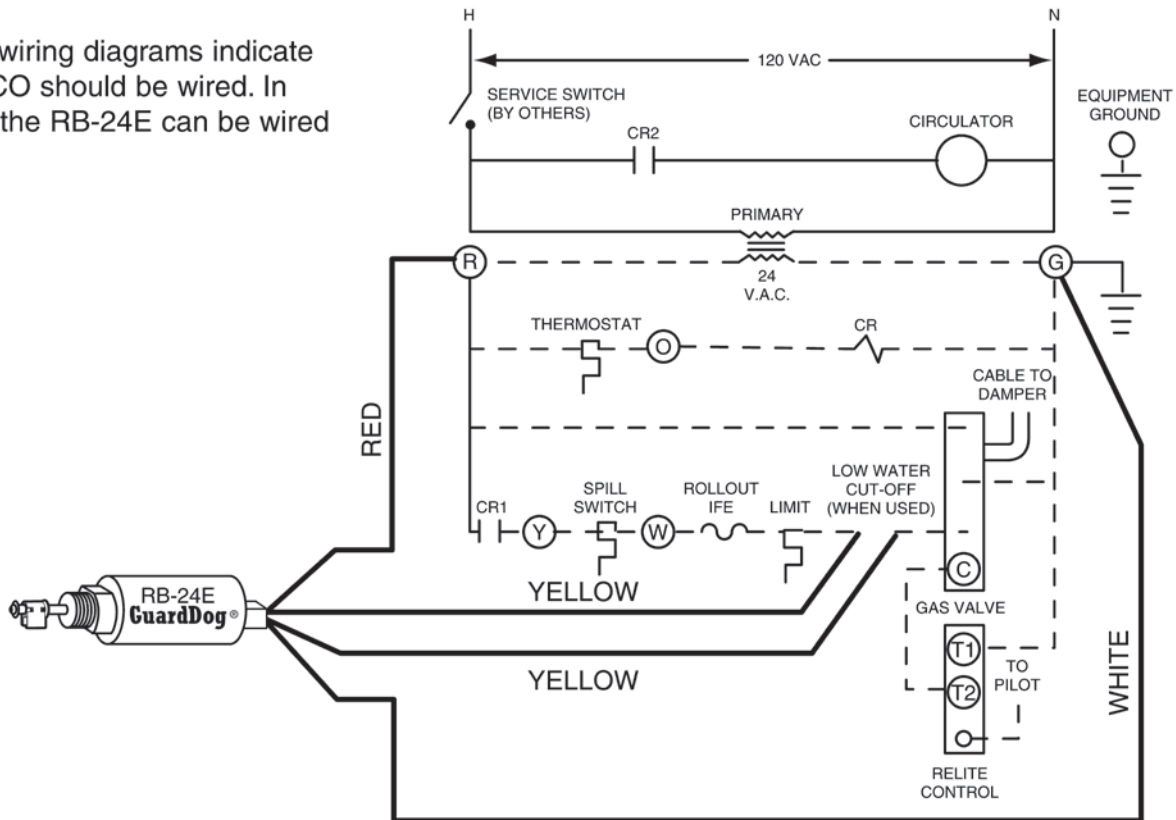 wiring diagrams indicate
CO should be wired. In
the RB-24E can be wired
H
N
120 VAC
SERVICE SWITCH
(BY OTHERS)
CR2
CIRCULATOR
EQUIPMENT
GROUND
PRIMARY
R
G
24
V.A.C.
THERMOSTAT
O
CR
CABLE TO
DAMPER
RED
LOW WATER
CUT-OFF
(WHEN USED)
SPILL
SWITCH
ROLLOUT
IFE
LIMIT
CR1
Y
W
C
RB-24E
GuardDog®
YELLOW
GAS VALVE
YELLOW
T1
TO
PILOT
T2
WHITE
RELITE
CONTROL